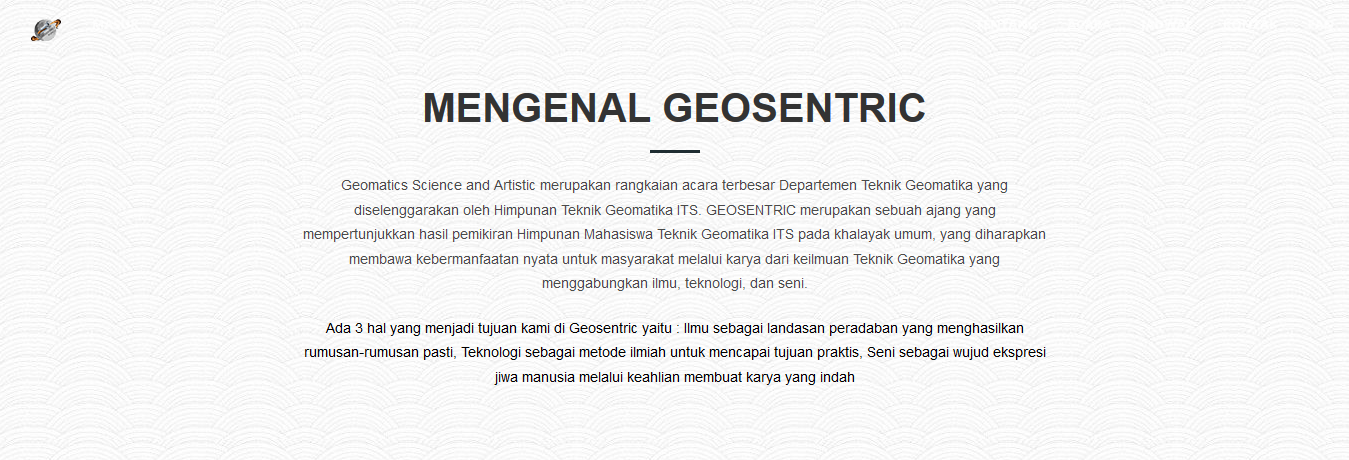 MENGENAL GEOSENTRIC
Geomatics Science and Artistic merupakan rangkaian acara terbesar Departemen Teknik Geomatika yang
diselenggarakan oleh Himpunan Teknik Geomatika ITS. GEOSENTRIC merupakan sebuah ajang yang
mempertunjukkan hasil pemikiran Himpunan Mahasiswa Teknik Geomatika ITS pada khalayak umum, yang diharapkan
membawa kebermanfaatan nyata untuk masyarakat melalui karya dari keilmuan Teknik Geomatika yang
menggabungkan ilmu, teknologi, dan seni.
Ada 3 hal yang menjadi tujuan kami di Geosentric yaitu : Ilmu sebagai landasan peradaban yang menghasilkan
rumusan-rumusan pasti, Teknologi sebagai metode ilmiah untuk mencapai tujuan praktis, Seni sebagai wujud ekspresi
jiwa manusia melalui keahlian membuat karya yang indah